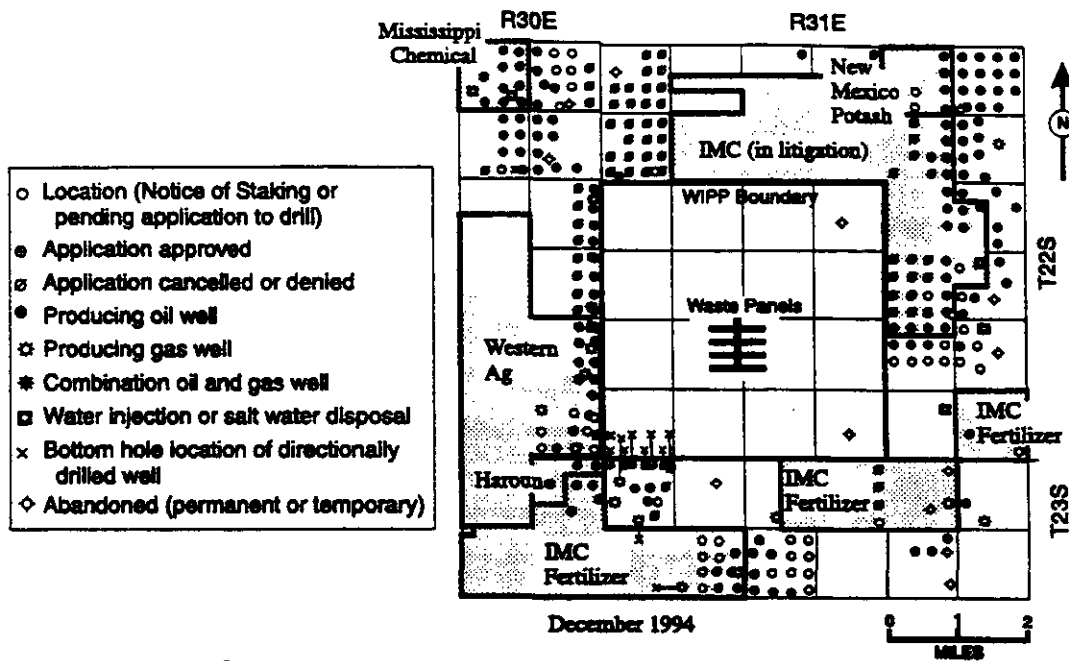 R30E
R31E
Mississippi
Chemical
New
Mexico
Potash
N
IMC (in litigation)
WIPP Boundary
T22S
Waste Panels
Western
Ag
IMC
Fertilizer
Haroun
IMC
Fertilizer
T23S
IMC
Fertilizer
December 1994
0 1 2
MILES
Location (Notice of Staking or
pending application to drill)
Application approved
Application cancelled or denied
Producing oil well
Producing gas well
Combination oil and gas well
Water injection or salt water disposal
Bottom hole location of directionally
drilled well
Abandoned (permanent or temporary)